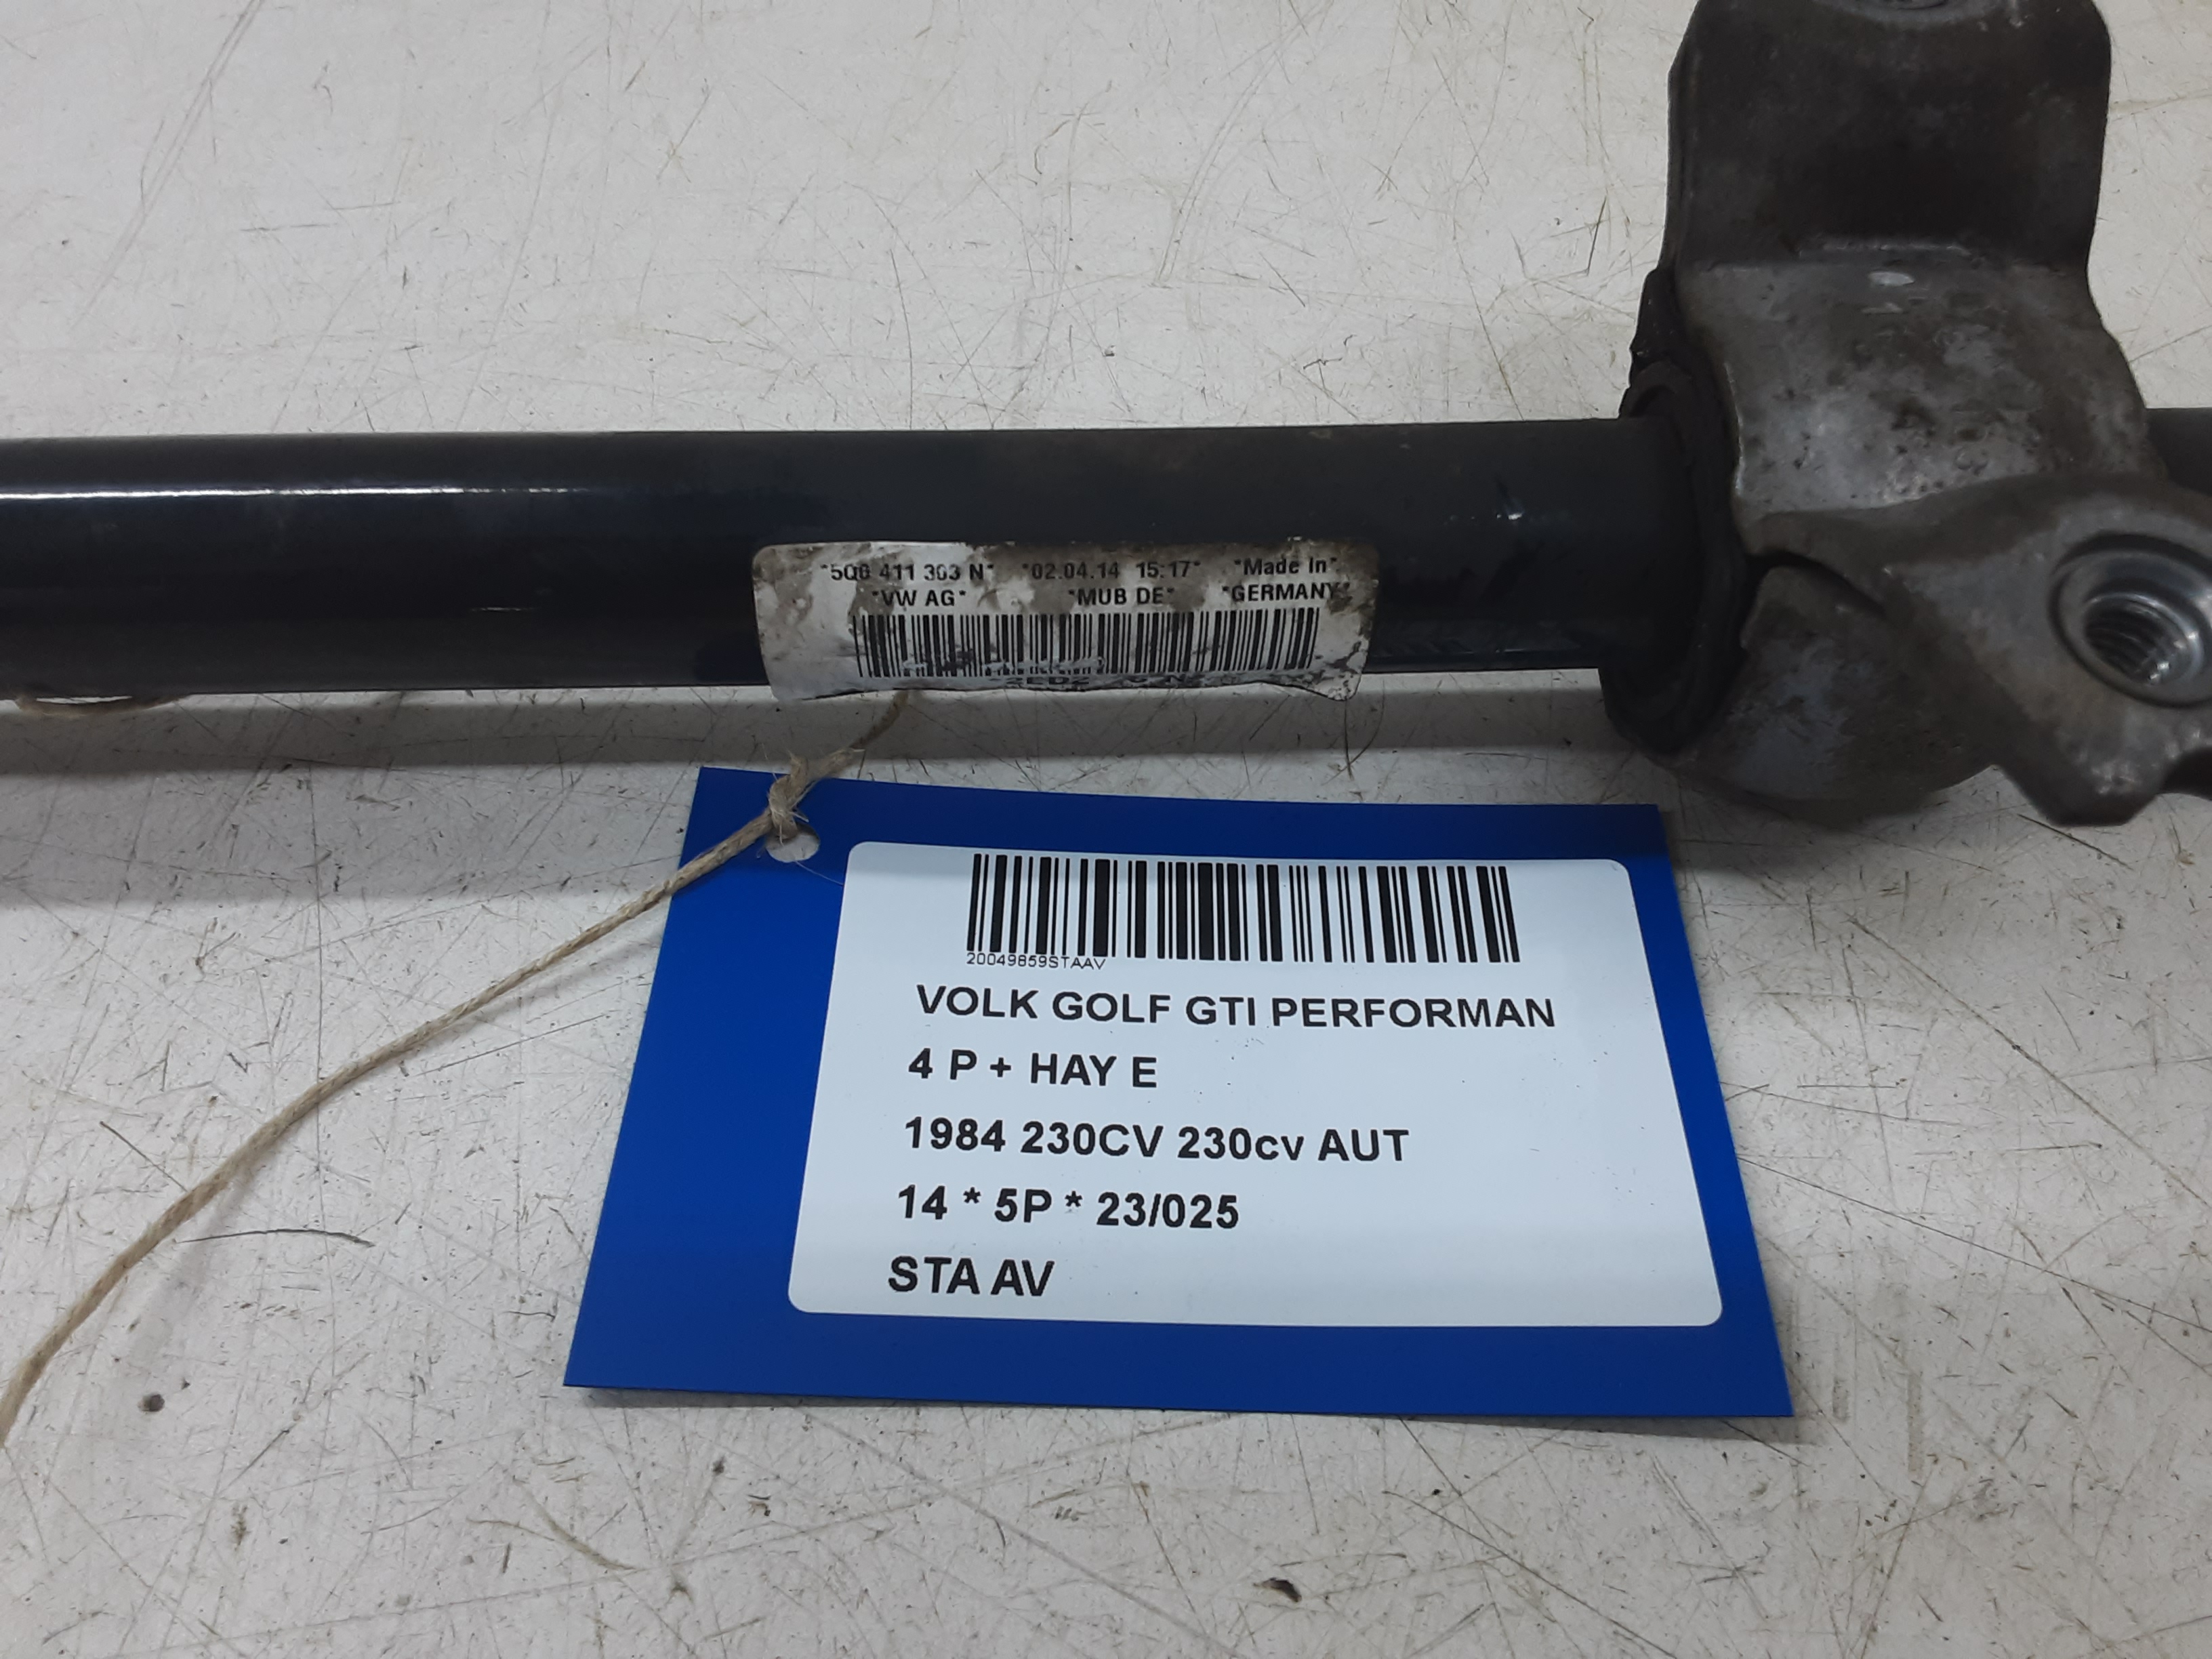 *5Q0 411 303 N* *02.04.14 15:17* *Made In*
*VW AG* *MUB DE* *GERMANY*
20049859STAAV
VOLK GOLF GTI PERFORMAN
4 P + HAY E
1984 230CV 230cv AUT
14 * 5P * 23/025
STA AV